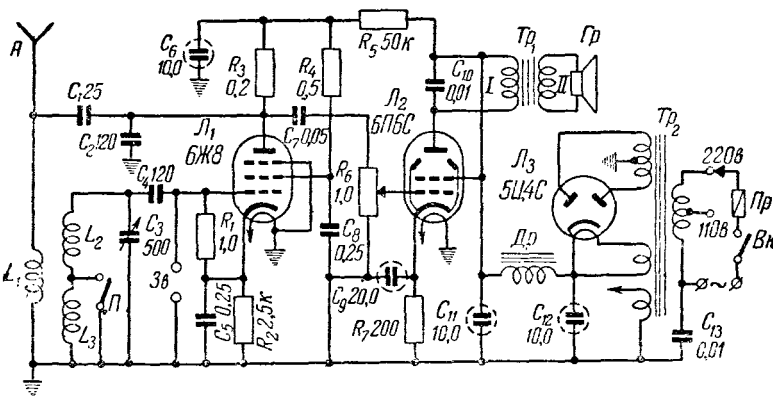 А
C₁ 25
C₂ 120
C₆
10,0
R₃
0,2
R₄
0,5
R₅ 50к
C₁₀
0,01
Тр₁
I
II
Гр
Л₁
6Ж8
C₇ 0,05
Л₂
6П6С
Л₃
5Ц4С
Тр₂
220в
110в
Пр
Вк
C₄ 120
C₃
500
L₁
L₂
L₃
П
Зв
R₁
1,0
R₆
1,0
C₈
0,25
C₅ 0,25
R₂ 2,5к
C₉ 20,0
R₇ 200
Др
C₁₁
10,0
C₁₂
10,0
~
C₁₃
0,01